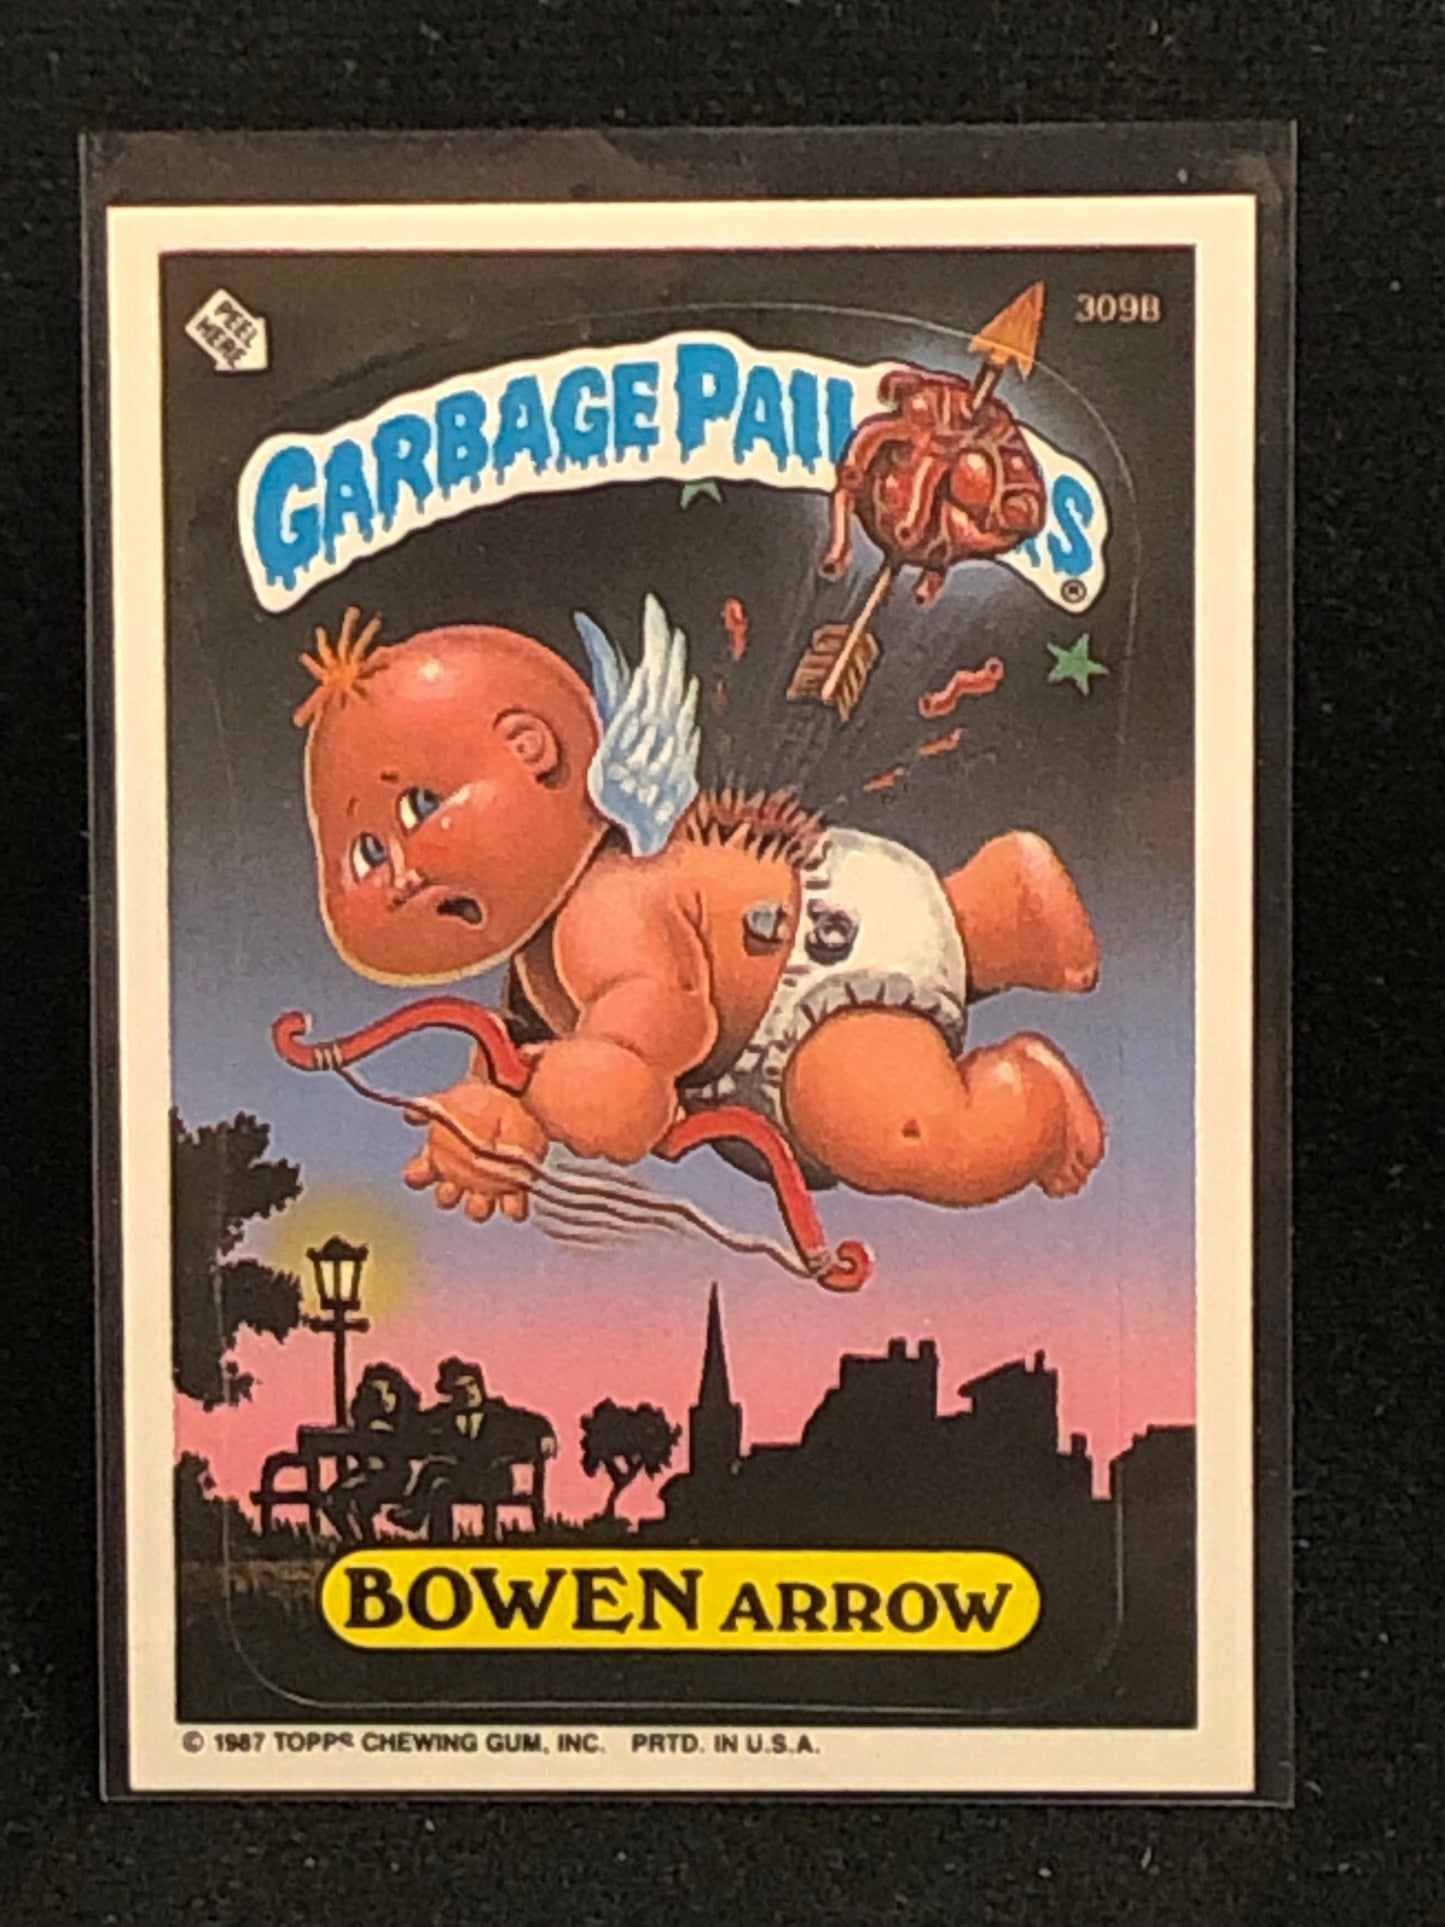 PEEL
HERE
309B
GARBAGE PAIL
S
®
BOWEN ARROW
© 1987 TOPPS CHEWING GUM, INC. PRTD. IN U.S.A.